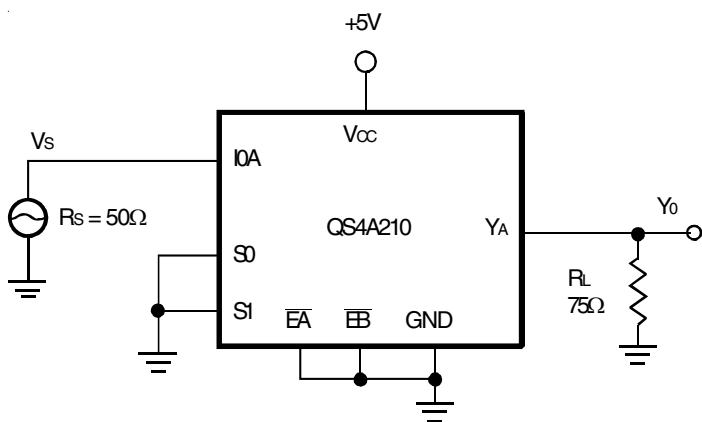 +5V
VCC
VS
I0A
RS = 50Ω
QS4A210
YA
Y0
S0
S1
RL
75Ω
EA
EB
GND